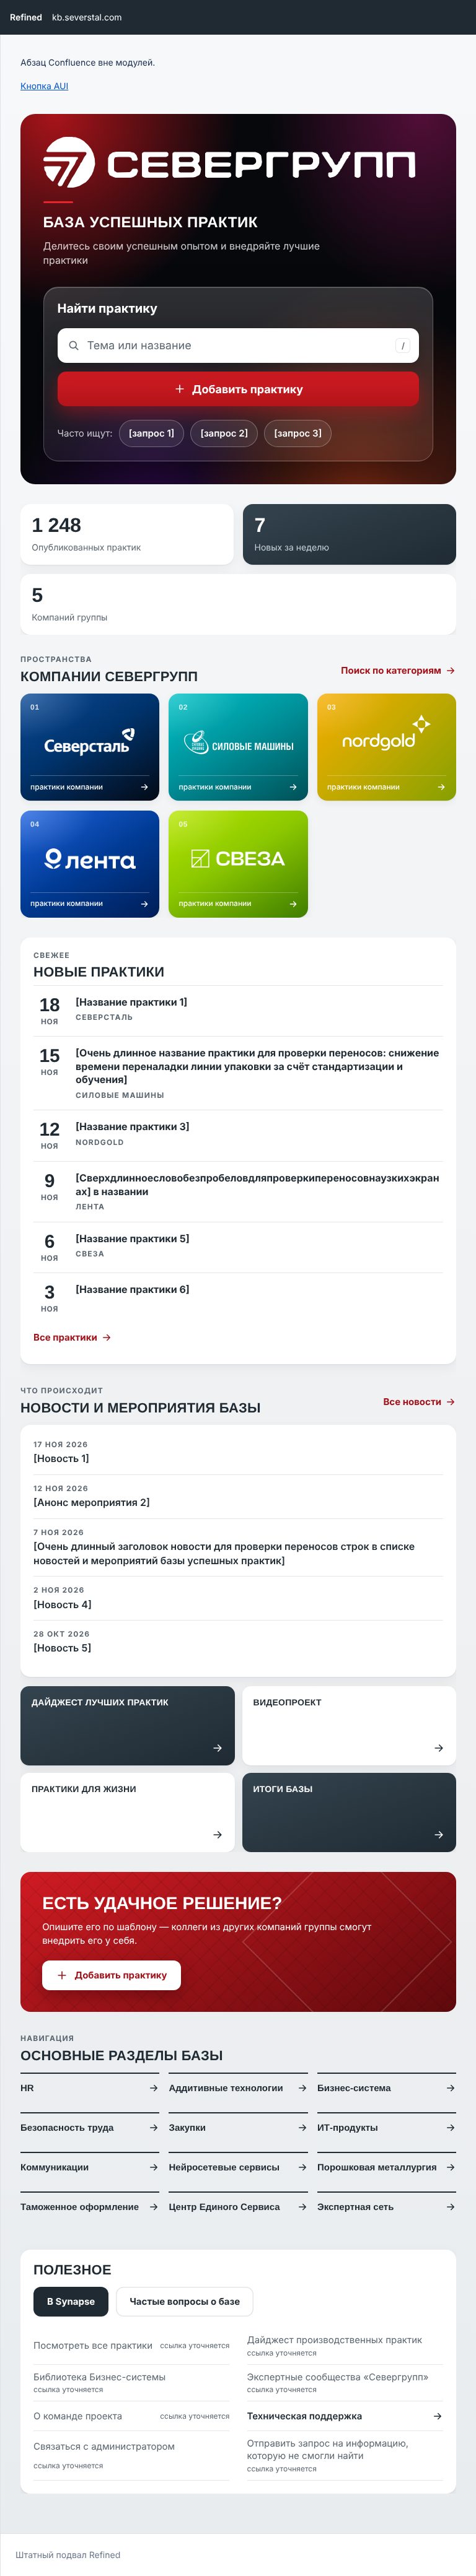 Refined kb.severstal.com
Абзац Confluence вне модулей.
Кнопка AUI
СЕВЕРГРУПП
БАЗА УСПЕШНЫХ ПРАКТИК
Делитесь своим успешным опытом и внедряйте лучшие
практики
Найти практику
Тема или название /
+ Добавить практику
Часто ищут: [запрос 1] [запрос 2] [запрос 3]
1 248
Опубликованных практик
7
Новых за неделю
5
Компаний группы
ПРОСТРАНСТВА
КОМПАНИИ СЕВЕРГРУПП
Поиск по категориям →
01
Северсталь
практики компании →
02
СИЛОВЫЕ МАШИНЫ
практики компании →
03
nordgold
практики компании →
04
лента
практики компании →
05
СВЕЗА
практики компании →
СВЕЖЕЕ
НОВЫЕ ПРАКТИКИ
18 НОЯ
[Название практики 1]
СЕВЕРСТАЛЬ
15 НОЯ
[Очень длинное название практики для проверки переносов: снижение
времени переналадки линии упаковки за счёт стандартизации и
обучения]
СИЛОВЫЕ МАШИНЫ
12 НОЯ
[Название практики 3]
NORDGOLD
9 НОЯ
[Сверхдлинноесловобезпробеловдляпроверкипереносовнаузкихэкран
ах] в названии
ЛЕНТА
6 НОЯ
[Название практики 5]
СВЕЗА
3 НОЯ
[Название практики 6]
Все практики →
ЧТО ПРОИСХОДИТ
НОВОСТИ И МЕРОПРИЯТИЯ БАЗЫ
Все новости →
17 НОЯ 2026
[Новость 1]
12 НОЯ 2026
[Анонс мероприятия 2]
7 НОЯ 2026
[Очень длинный заголовок новости для проверки переносов строк в списке
новостей и мероприятий базы успешных практик]
2 НОЯ 2026
[Новость 4]
28 ОКТ 2026
[Новость 5]
ДАЙДЖЕСТ ЛУЧШИХ ПРАКТИК →
ВИДЕОПРОЕКТ →
ПРАКТИКИ ДЛЯ ЖИЗНИ →
ИТОГИ БАЗЫ →
ЕСТЬ УДАЧНОЕ РЕШЕНИЕ?
Опишите его по шаблону — коллеги из других компаний группы смогут
внедрить его у себя.
+ Добавить практику
НАВИГАЦИЯ
ОСНОВНЫЕ РАЗДЕЛЫ БАЗЫ
HR →
Аддитивные технологии →
Бизнес-система →
Безопасность труда →
Закупки →
ИТ-продукты →
Коммуникации →
Нейросетевые сервисы →
Порошковая металлургия →
Таможенное оформление →
Центр Единого Сервиса →
Экспертная сеть →
ПОЛЕЗНОЕ
В Synapse
Частые вопросы о базе
Посмотреть все практики ссылка уточняется
Дайджест производственных практик
ссылка уточняется
Библиотека Бизнес-системы
ссылка уточняется
Экспертные сообщества «Севергрупп»
ссылка уточняется
О команде проекта ссылка уточняется
Техническая поддержка →
Связаться с администратором
ссылка уточняется
Отправить запрос на информацию,
которую не смогли найти
ссылка уточняется
Штатный подвал Refined